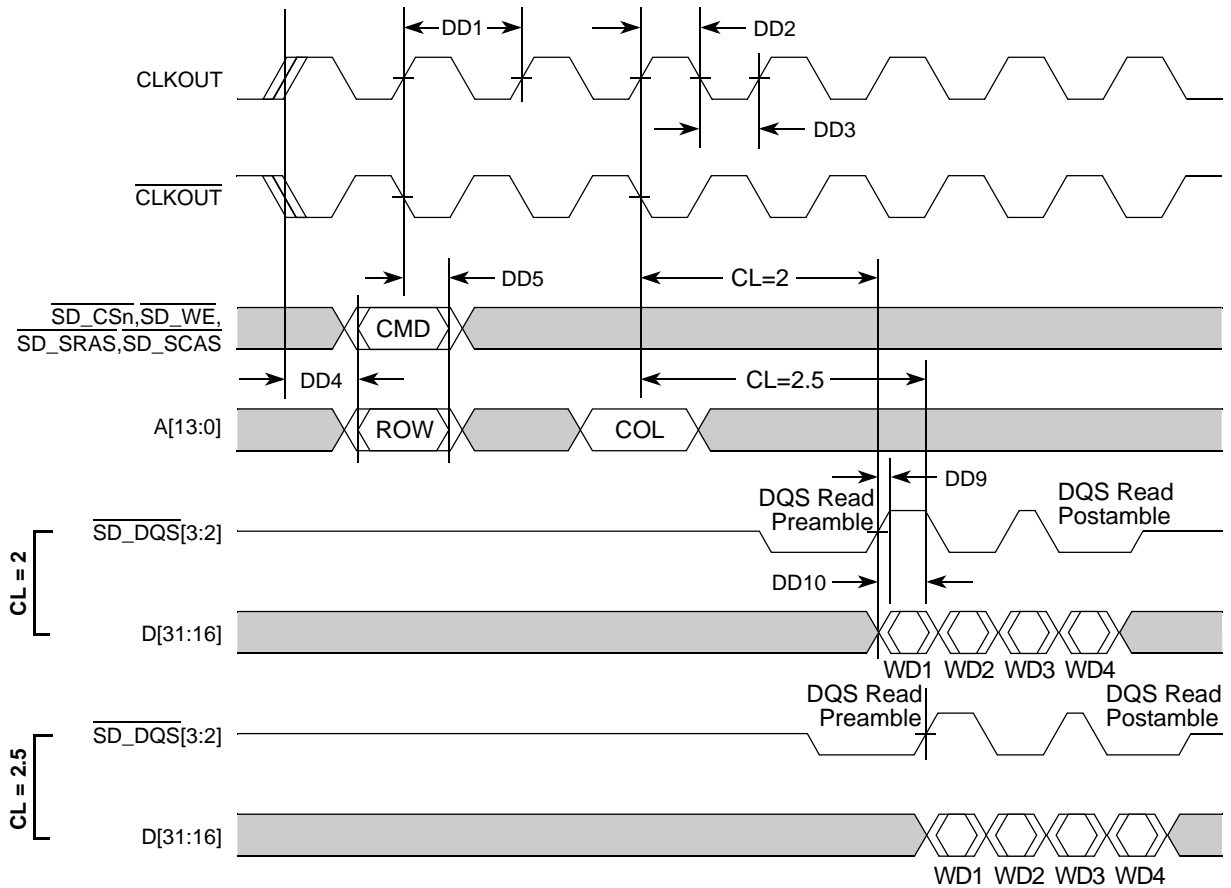 DD1
DD2
CLKOUT
DD3
CLKOUT
DD5
CL=2
SD_CSn,SD_WE,
SD_SRAS,SD_SCAS
CMD
DD4
CL=2.5
A[13:0]
ROW
COL
DD9
DQS Read
Preamble
DQS Read
Postamble
SD_DQS[3:2]
CL = 2
DD10
D[31:16]
WD1 WD2 WD3 WD4
DQS Read
Preamble
DQS Read
Postamble
SD_DQS[3:2]
CL = 2.5
D[31:16]
WD1 WD2 WD3 WD4